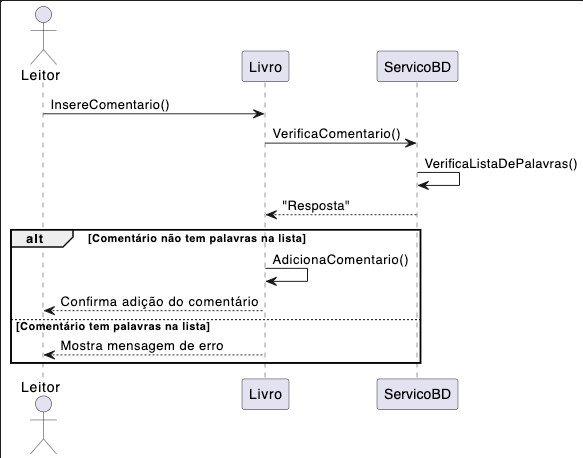 Leitor
Livro
ServicoBD
InsereComentario()
VerificaComentario()
VerificaListaDePalavras()
"Resposta"
alt [Comentário não tem palavras na lista]
AdicionaComentario()
Confirma adição do comentário
[Comentário tem palavras na lista]
Mostra mensagem de erro
Leitor
Livro
ServicoBD